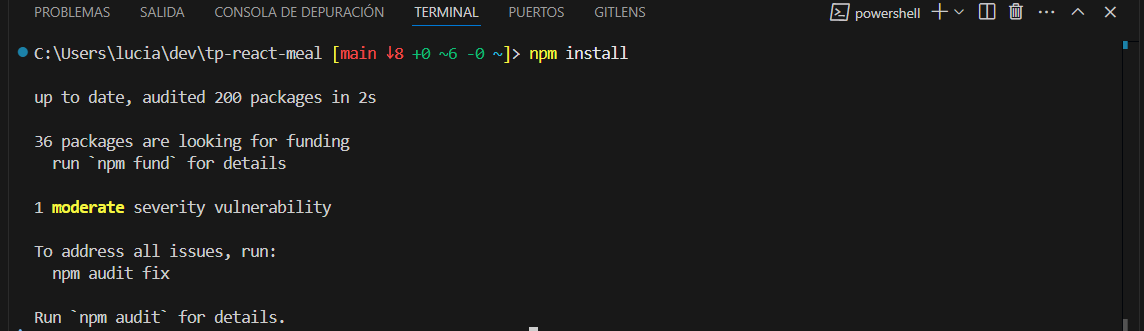 PROBLEMAS SALIDA CONSOLA DE DEPURACIÓN TERMINAL PUERTOS GITLENS powershell
C:\Users\lucia\dev\tp-react-meal [main ↓8 +0 ~6 -0 ~]> npm install
up to date, audited 200 packages in 2s
36 packages are looking for funding
  run `npm fund` for details
1 moderate severity vulnerability
To address all issues, run:
  npm audit fix
Run `npm audit` for details.